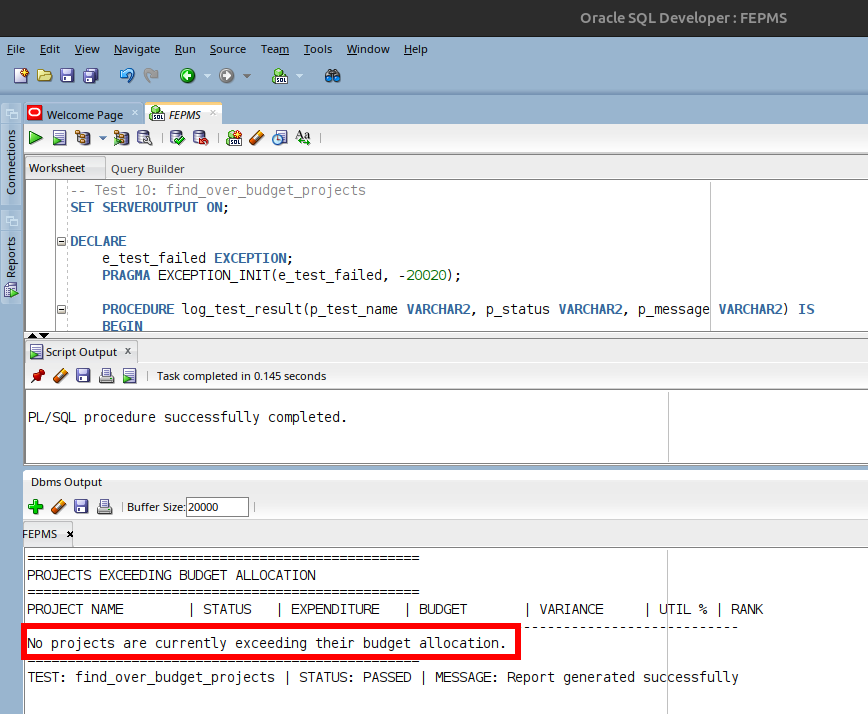 Oracle SQL Developer : FEPMS
File Edit View Navigate Run Source Team Tools Window Help
Connections
Reports
Welcome Page × FEPMS ×
Worksheet Query Builder
-- Test 10: find_over_budget_projects
SET SERVEROUTPUT ON;
DECLARE
e_test_failed EXCEPTION;
PRAGMA EXCEPTION_INIT(e_test_failed, -20020);
PROCEDURE log_test_result(p_test_name VARCHAR2, p_status VARCHAR2, p_message VARCHAR2) IS
BEGIN
Script Output ×
Task completed in 0.145 seconds
PL/SQL procedure successfully completed.
Dbms Output
Buffer Size: 20000
FEPMS ×
=================================================
PROJECTS EXCEEDING BUDGET ALLOCATION
=================================================
PROJECT NAME | STATUS | EXPENDITURE | BUDGET | VARIANCE | UTIL % | RANK
---------------------------
No projects are currently exceeding their budget allocation.
=================================================
TEST: find_over_budget_projects | STATUS: PASSED | MESSAGE: Report generated successfully